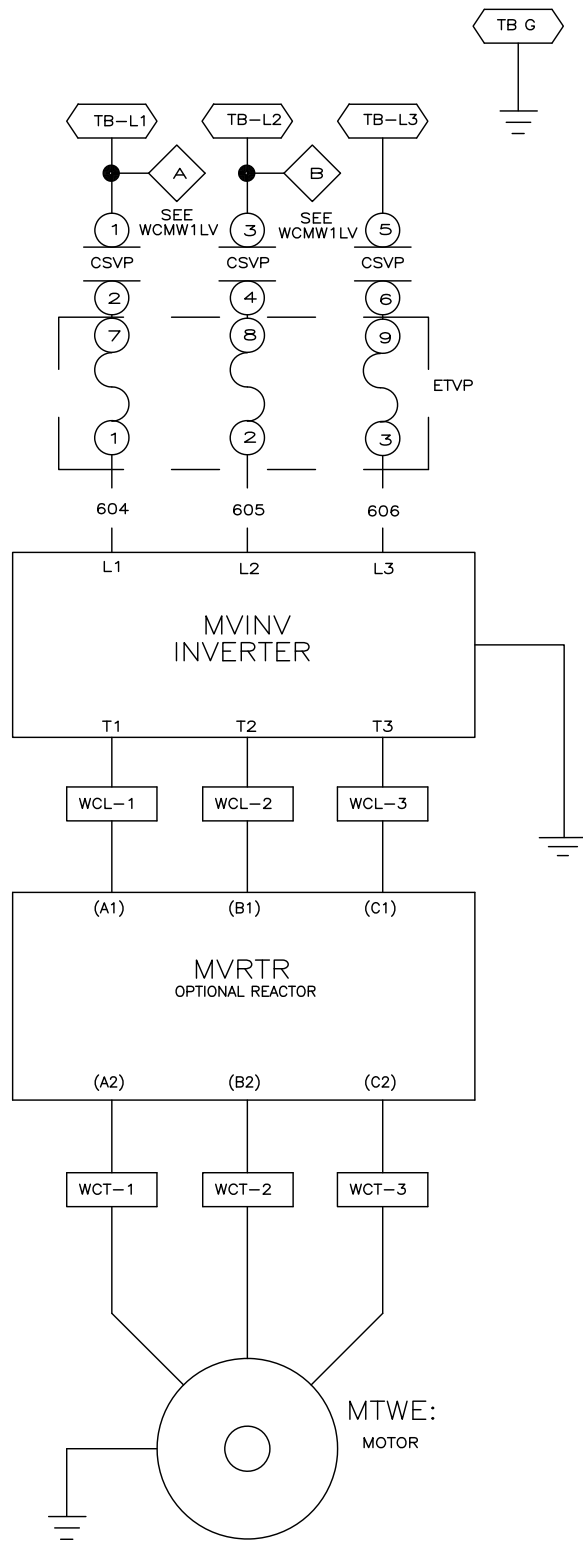 TB G
TB-L1
TB-L2
TB-L3
A
B
SEE
WCMW1LV
SEE
WCMW1LV
1
3
5
CSVP
CSVP
CSVP
2
4
6
7
8
9
ETVP
1
2
3
604
605
606
L1
L2
L3
MVINV
INVERTER
T1
T2
T3
WCL-1
WCL-2
WCL-3
(A1)
(B1)
(C1)
MVRTR
OPTIONAL REACTOR
(A2)
(B2)
(C2)
WCT-1
WCT-2
WCT-3
MTWE:
MOTOR